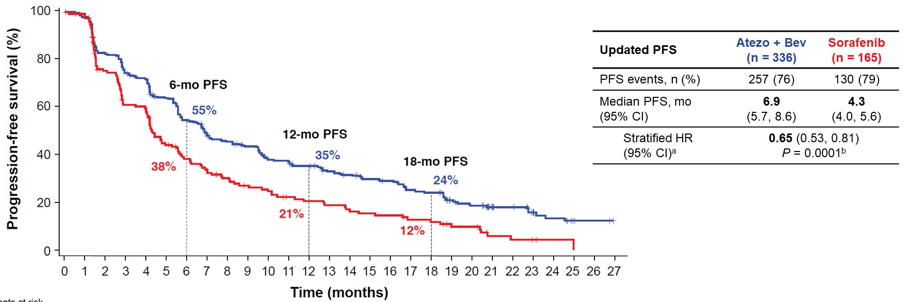 100
80
60
40
20
0
Progression-free survival (%)
6-mo PFS
55%
38%
12-mo PFS
35%
21%
18-mo PFS
24%
12%
0 1 2 3 4 5 6 7 8 9 10 11 12 13 14 15 16 17 18 19 20 21 22 23 24 25 26 27
Time (months)
Updated PFS
Atezo + Bev
(n = 336)
Sorafenib
(n = 165)
PFS events, n (%) 257 (76) 130 (79)
Median PFS, mo 6.9 4.3
(95% CI) (5.7, 8.6) (4.0, 5.6)
Stratified HR 0.65 (0.53, 0.81)
(95% CI)ᵃ P = 0.0001ᵇ